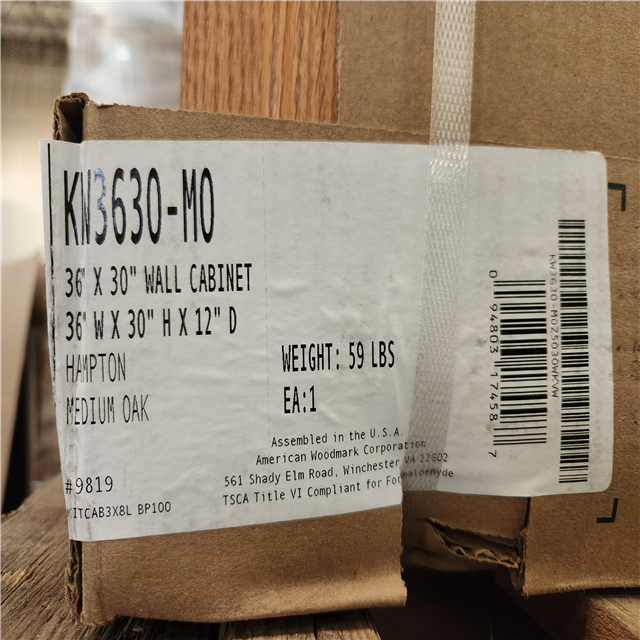 KW3630-MO
36" X 30" WALL CABINET
36" W X 30" H X 12" D
HAMPTON
MEDIUM OAK
WEIGHT: 59 LBS
EA:1
Assembled in the U.S.A.
American Woodmark Corporation
561 Shady Elm Road, Winchester, VA 22602
TSCA Title VI Compliant for Formaldehyde
#9819
KITCAB3X8L BP100
0 94803 17458 7